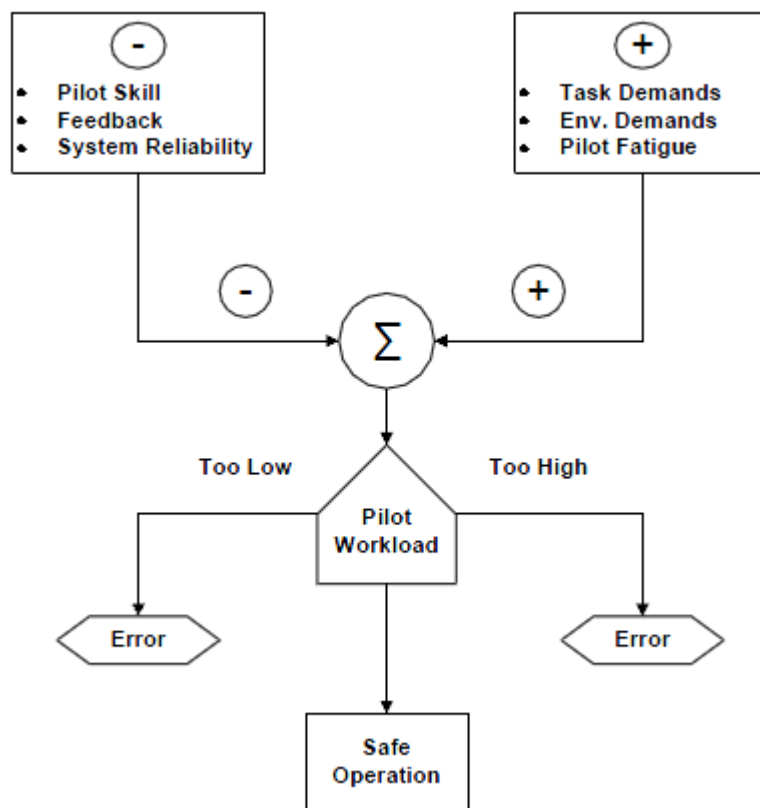 -
• Pilot Skill
• Feedback
• System Reliability
+
• Task Demands
• Env. Demands
• Pilot Fatigue
-
+
Σ
Too Low
Too High
Pilot
Workload
Error
Error
Safe
Operation